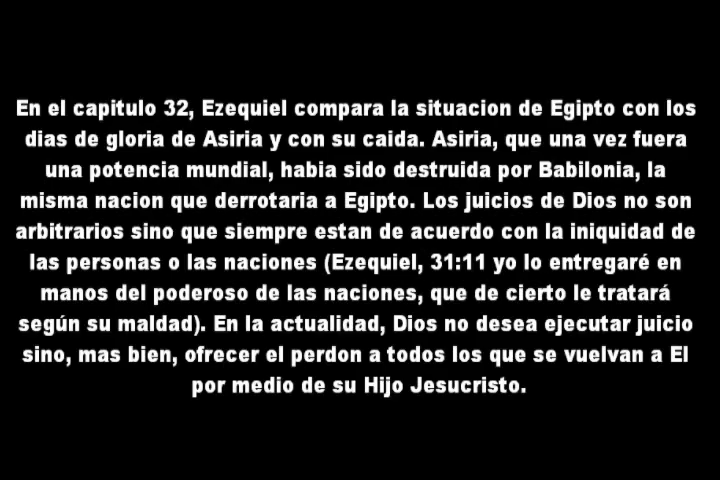 En el capitulo 32, Ezequiel compara la situacion de Egipto con los
dias de gloria de Asiria y con su caida. Asiria, que una vez fuera
una potencia mundial, habia sido destruida por Babilonia, la
misma nacion que derrotaria a Egipto. Los juicios de Dios no son
arbitrarios sino que siempre estan de acuerdo con la iniquidad de
las personas o las naciones (Ezequiel, 31:11 yo lo entregaré en
manos del poderoso de las naciones, que de cierto le tratará
según su maldad). En la actualidad, Dios no desea ejecutar juicio
sino, mas bien, ofrecer el perdon a todos los que se vuelvan a El
por medio de su Hijo Jesucristo.